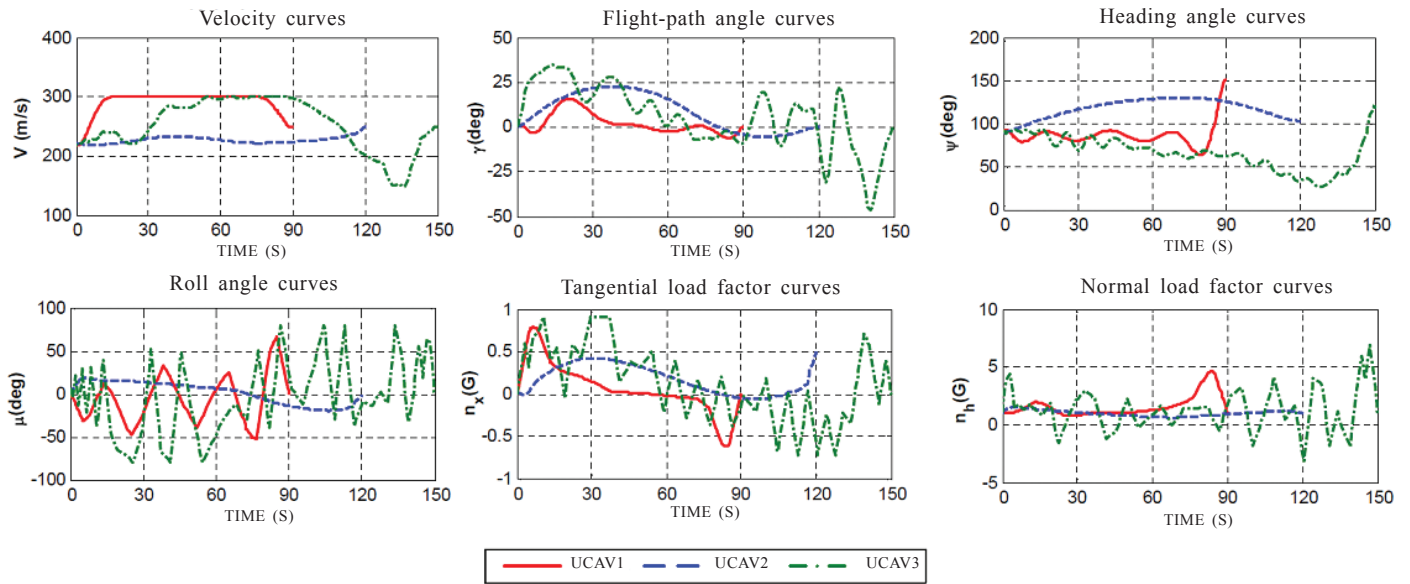 Velocity curves
400
300
200
100
V (m/s)
0 30 60 90 120 150
TIME (S)
Flight-path angle curves
50
25
0
-25
-50
γ(deg)
0 30 60 90 120 150
TIME (S)
Heading angle curves
200
150
100
50
0
ψ(deg)
0 30 60 90 120 150
TIME (S)
Roll angle curves
100
50
0
-50
-100
μ(deg)
0 30 60 90 120 150
TIME (S)
Tangential load factor curves
1
0.5
0
-0.5
-1
nx(G)
0 30 60 90 120 150
TIME (S)
Normal load factor curves
10
5
0
-5
nh(G)
0 30 60 90 120 150
TIME (S)
UCAV1 UCAV2 UCAV3